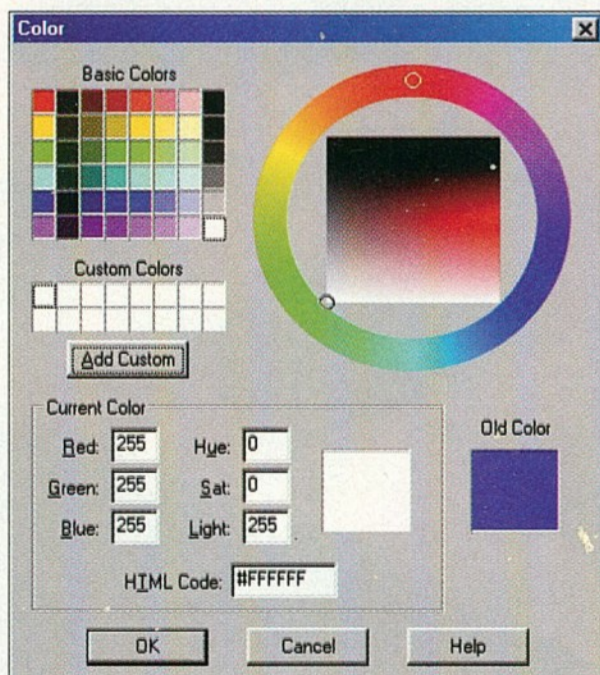 Color
Basic Colors
Custom Colors
Add Custom
Current Color
Red: 255
Hue: 0
Green: 255
Sat: 0
Blue: 255
Light: 255
HTML Code: #FFFFFF
Old Color
OK
Cancel
Help